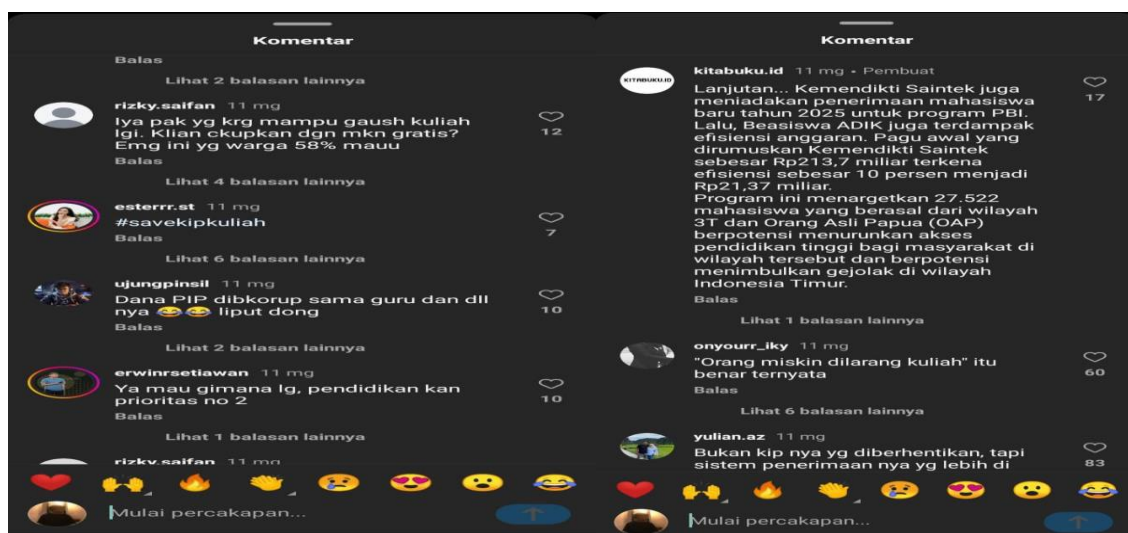 Komentar
Balas
Lihat 2 balasan lainnya
rizky.saifan 11 mg
Iya pak yg krg mampu gaush kuliah
lgi. Klian ckupkan dgn mkn gratis?
Emg ini yg warga 58% mauu
12
Balas
Lihat 4 balasan lainnya
esterrr.st 11 mg
#savekipkuliah
7
Balas
Lihat 6 balasan lainnya
ujungpinsil 11 mg
Dana PIP dibkorup sama guru dan dll
nya 😂😂 liput dong
10
Balas
Lihat 2 balasan lainnya
erwinrsetiawan 11 mg
Ya mau gimana lg, pendidikan kan
prioritas no 2
10
Balas
Lihat 1 balasan lainnya
rizky.saifan 11 mg
Mulai percakapan...
Komentar
KITABUKU.ID
kitabuku.id 11 mg • Pembuat
Lanjutan... Kemendikti Saintek juga
meniadakan penerimaan mahasiswa
baru tahun 2025 untuk program PBI.
Lalu, Beasiswa ADIK juga terdampak
efisiensi anggaran. Pagu awal yang
dirumuskan Kemendikti Saintek
sebesar Rp213,7 miliar terkena
efisiensi sebesar 10 persen menjadi
Rp21,37 miliar.
Program ini menargetkan 27.522
mahasiswa yang berasal dari wilayah
3T dan Orang Asli Papua (OAP)
berpotensi menurunkan akses
pendidikan tinggi bagi masyarakat di
wilayah tersebut dan berpotensi
menimbulkan gejolak di wilayah
Indonesia Timur.
17
Balas
Lihat 1 balasan lainnya
onyourr_iky 11 mg
"Orang miskin dilarang kuliah" itu
benar ternyata
60
Balas
Lihat 6 balasan lainnya
yulian.az 11 mg
Bukan kip nya yg diberhentikan, tapi
sistem penerimaan nya yg lebih di
83
Mulai percakapan...